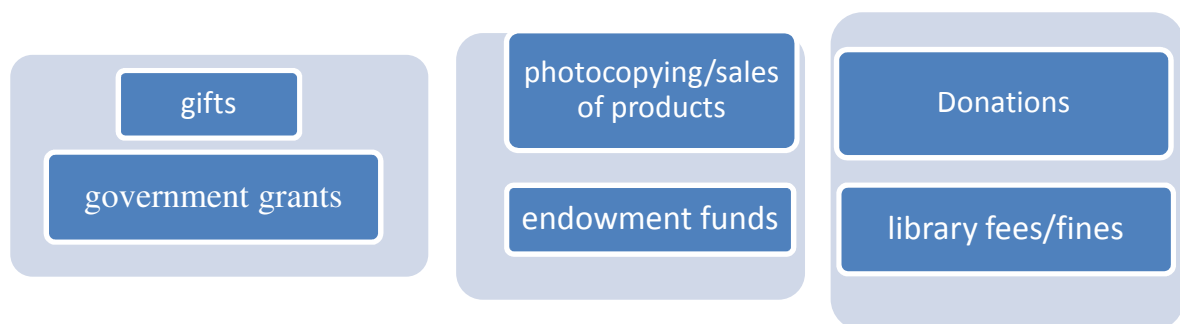 gifts
government grants
photocopying/sales
of products
endowment funds
Donations
library fees/fines